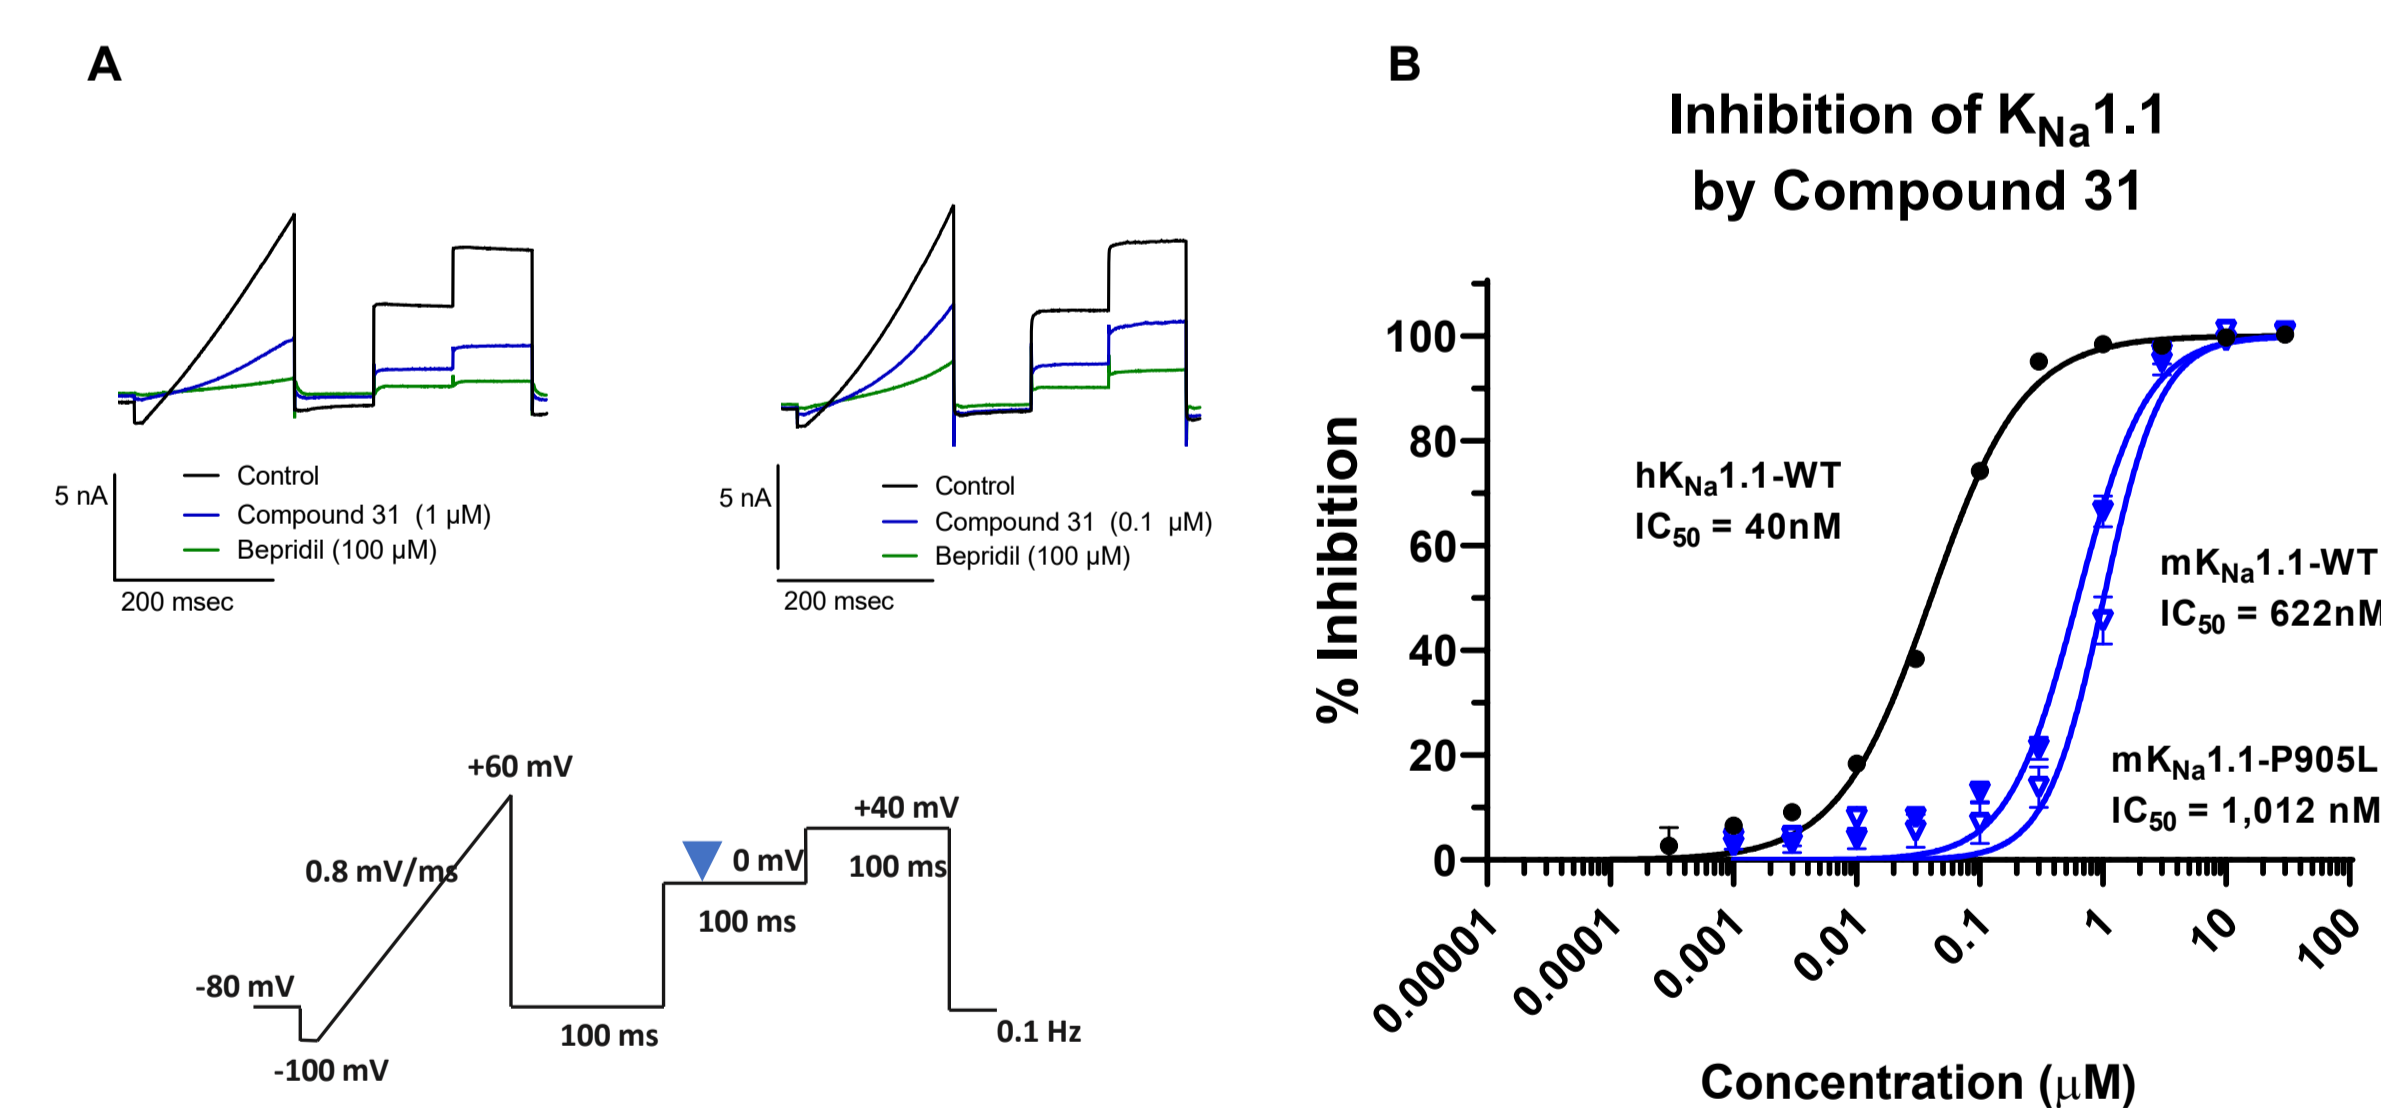 A
5 nA
Control
Compound 31 (1 µM)
Bepridil (100 µM)
200 msec
5 nA
Control
Compound 31 (0.1 µM)
Bepridil (100 µM)
200 msec
+60 mV
0.8 mV/ms
+40 mV
0 mV
100 ms
100 ms
-80 mV
100 ms
-100 mV
0.1 Hz
B
Inhibition of KNa1.1
by Compound 31
% Inhibition
100
80
60
40
20
0
hKNa1.1-WT
IC50 = 40nM
mKNa1.1-WT
IC50 = 622nM
mKNa1.1-P905L
IC50 = 1,012 nM
0.00001
0.0001
0.001
0.01
0.1
1
10
100
Concentration (µM)